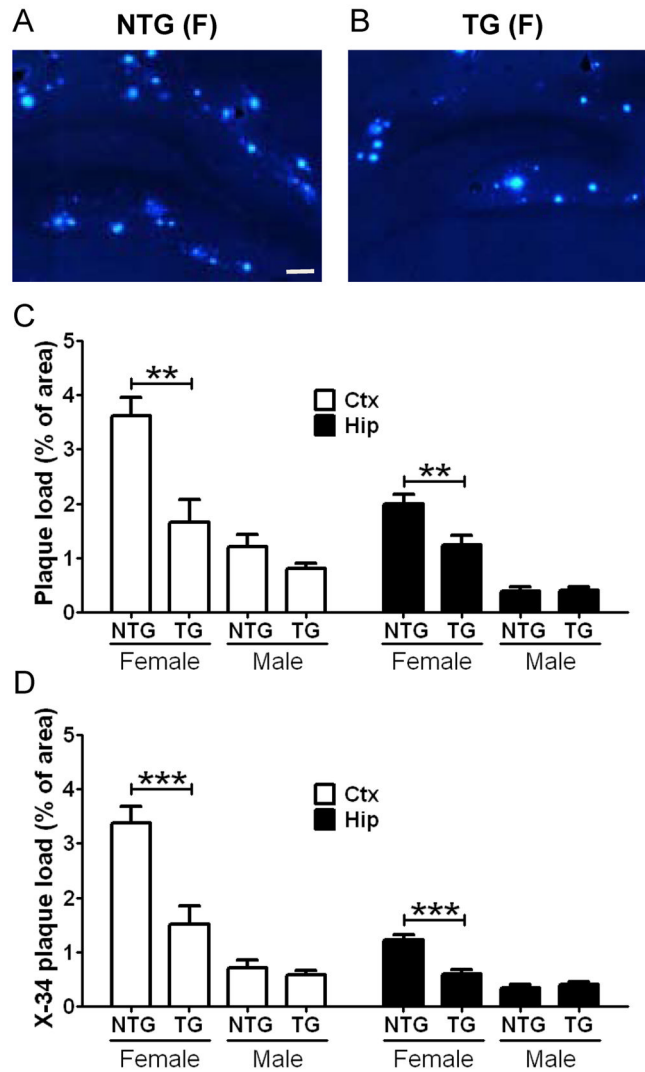 A NTG (F)
B TG (F)
C
Plaque load (% of area)
5
4
3
2
1
0
**
**
Ctx
Hip
NTG TG NTG TG NTG TG NTG TG
Female Male Female Male
D
X-34 plaque load (% of area)
5
4
3
2
1
0
***
***
Ctx
Hip
NTG TG NTG TG NTG TG NTG TG
Female Male Female Male